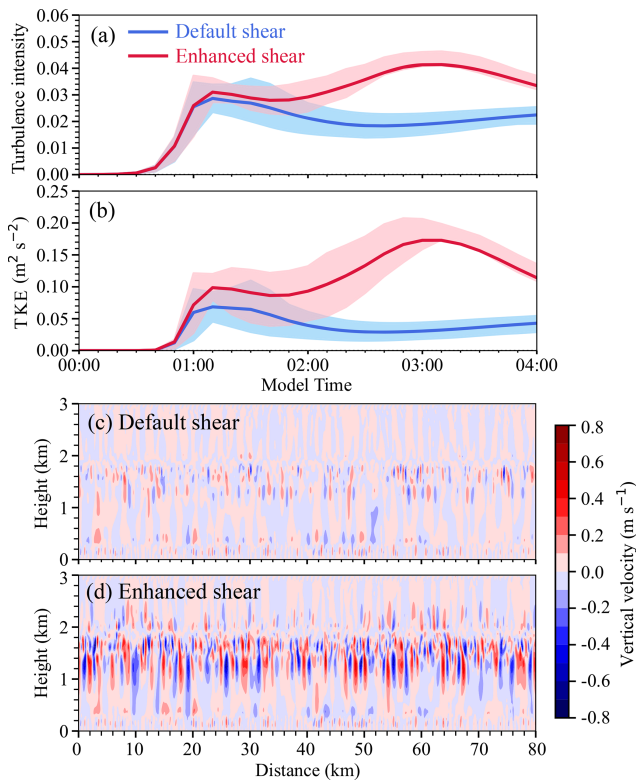 0.06
(a)
Default shear
Enhanced shear
0.05
0.04
0.03
0.02
0.01
0.00
Turbulence intensity
0.25
(b)
0.20
0.15
0.10
0.05
0.00
TKE (m² s⁻²)
00:00 01:00 02:00 03:00 04:00
Model Time
3
(c) Default shear
2
1
0
Height (km)
3
(d) Enhanced shear
2
1
0
Height (km)
0 10 20 30 40 50 60 70 80
Distance (km)
0.8
0.6
0.4
0.2
0.0
-0.2
-0.4
-0.6
-0.8
Vertical velocity (m s⁻¹)